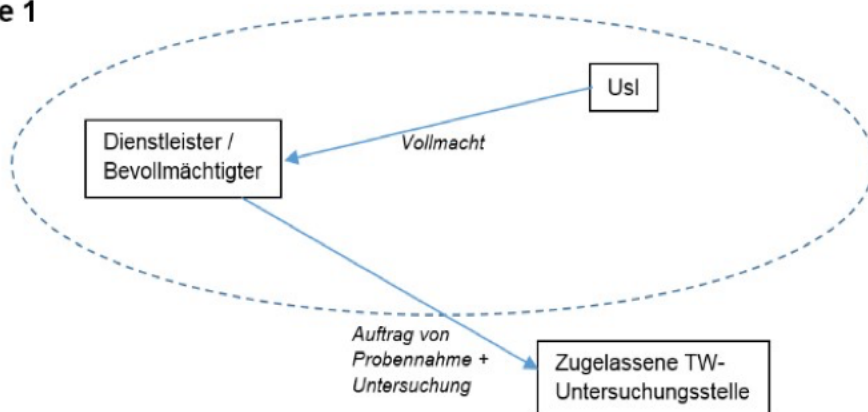 e 1
Usl
Vollmacht
Dienstleister /
Bevollmächtigter
Auftrag von
Probennahme +
Untersuchung
Zugelassene TW-
Untersuchungsstelle